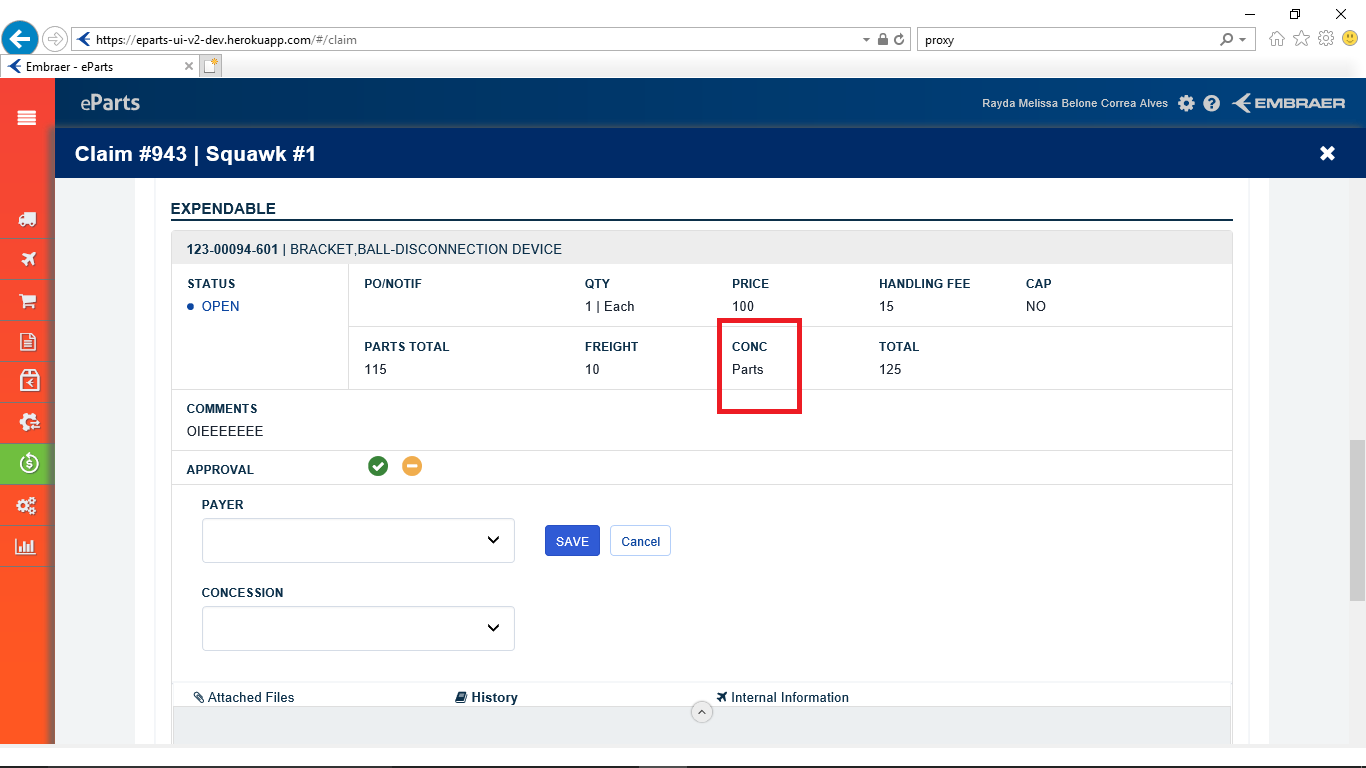 https://eparts-ui-v2-dev.herokuapp.com/#/claim
proxy
Embraer - eParts
eParts
Rayda Melissa Belone Correa Alves
EMBRAER
Claim #943 | Squawk #1
EXPENDABLE
123-00094-601 | BRACKET,BALL-DISCONNECTION DEVICE
STATUS PO/NOTIF QTY PRICE HANDLING FEE CAP
OPEN 1 | Each 100 15 NO
PARTS TOTAL FREIGHT CONC TOTAL
115 10 Parts 125
COMMENTS
OIEEEEEEE
APPROVAL
PAYER
SAVE Cancel
CONCESSION
Attached Files History Internal Information